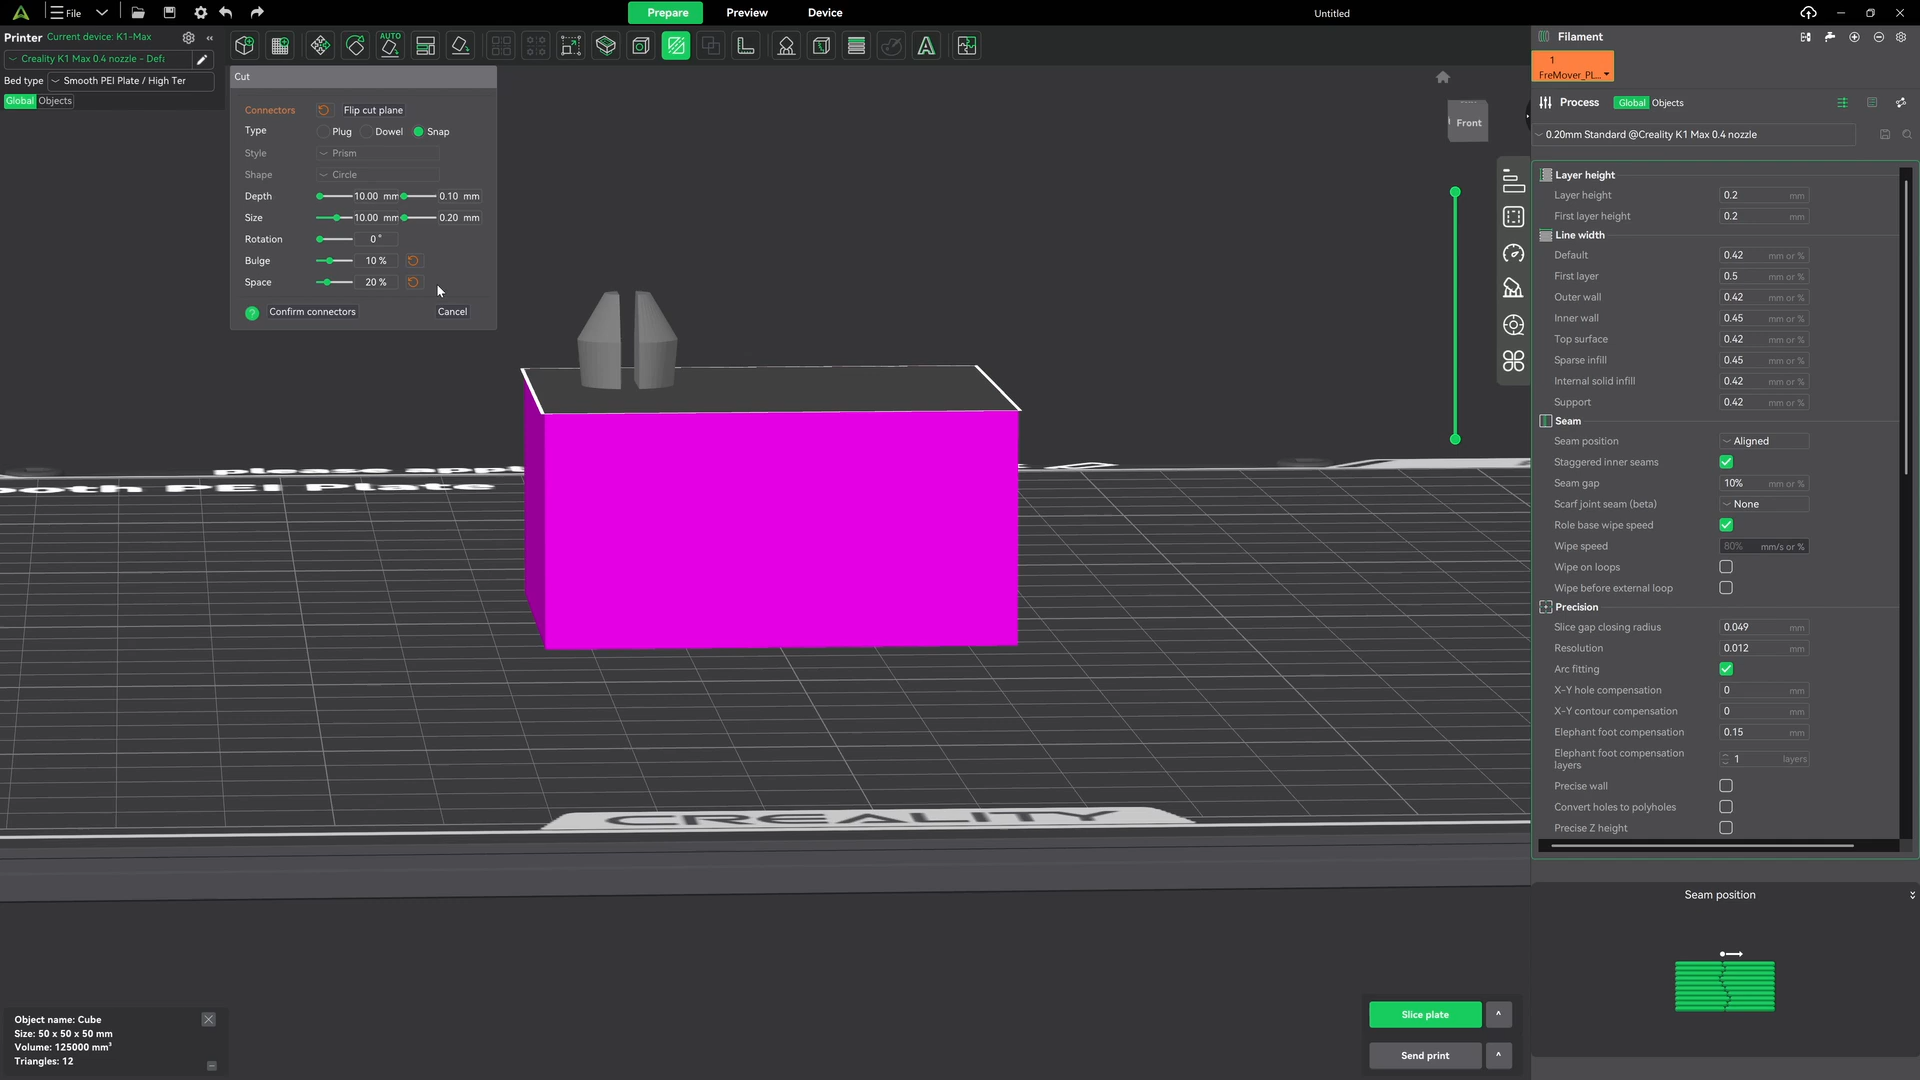 File
Prepare
Preview
Device
Untitled
Printer
Current device: K1-Max
Creality K1 Max 0.4 nozzle - Defa
Bed type
Smooth PEI Plate / High Ter
Global
Objects
AUTO
Cut
Connectors
Flip cut plane
Type
Plug
Dowel
Snap
Style
Prism
Shape
Circle
Depth
10.00 mm
0.10 mm
Size
10.00 mm
0.20 mm
Rotation
0 °
Bulge
10 %
Space
20 %
?
Confirm connectors
Cancel
Front
please app
ooth PEI Plate
CREALITY
Object name: Cube
Size: 50 x 50 x 50 mm
Volume: 125000 mm³
Triangles: 12
Slice plate
Send print
Filament
1
FreMover_PL...
Process
Global
Objects
0.20mm Standard @Creality K1 Max 0.4 nozzle
Layer height
Layer height
0.2
mm
First layer height
0.2
mm
Line width
Default
0.42
mm or %
First layer
0.5
mm or %
Outer wall
0.42
mm or %
Inner wall
0.45
mm or %
Top surface
0.42
mm or %
Sparse infill
0.45
mm or %
Internal solid infill
0.42
mm or %
Support
0.42
mm or %
Seam
Seam position
Aligned
Staggered inner seams
Seam gap
10%
mm or %
Scarf joint seam (beta)
None
Role base wipe speed
Wipe speed
80%
mm/s or %
Wipe on loops
Wipe before external loop
Precision
Slice gap closing radius
0.049
mm
Resolution
0.012
mm
Arc fitting
X-Y hole compensation
0
mm
X-Y contour compensation
0
mm
Elephant foot compensation
0.15
mm
Elephant foot compensation
layers
1
layers
Precise wall
Convert holes to polyholes
Precise Z height
Seam position